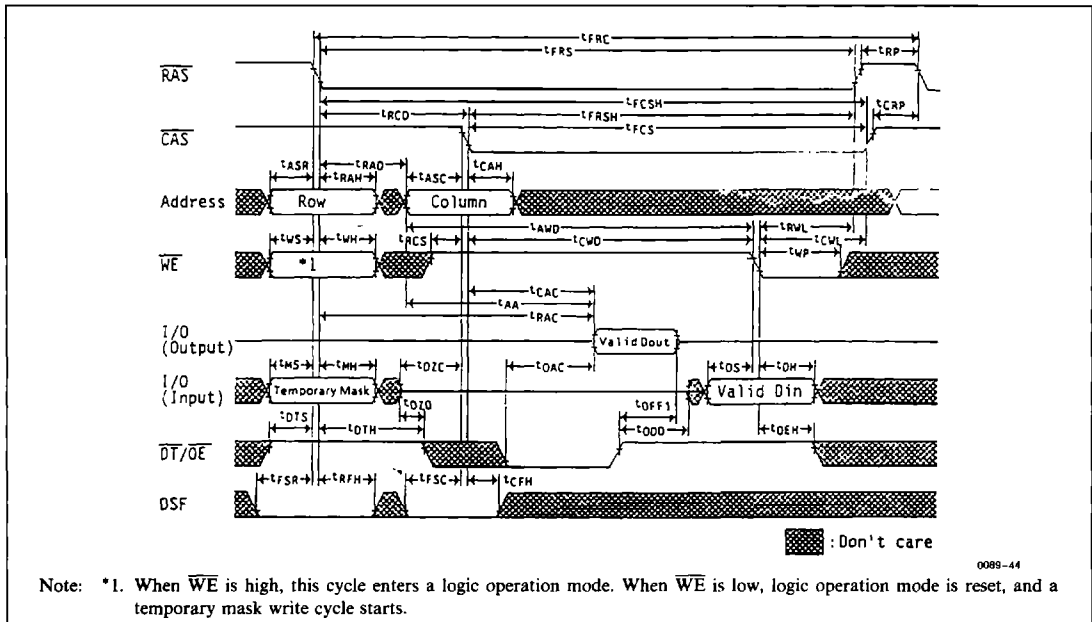 tFRC
tFRS tRP
RAS
tFCSH tCRP
tRCD tFRSH
CAS tFCS
tASR tRAD tCAH
tRAH tASC
Address Row Column
tAWD tRWL
tWS tWH tRCS tCWD tCWL
WE *1 tWP
tCAC
tAA
tRAC
I/O
(Output) Valid Dout
tMS tMH tDZC tOAC tDS tDH
I/O
(Input) Temporary Mask Valid Din
tDZO tOFF1
tDTS tDTH tODD tOEH
DT/OE
tFSR tRFH tFSC tCFH
DSF
:Don't care
0089-44
Note: *1. When WE is high, this cycle enters a logic operation mode. When WE is low, logic operation mode is reset, and a
temporary mask write cycle starts.